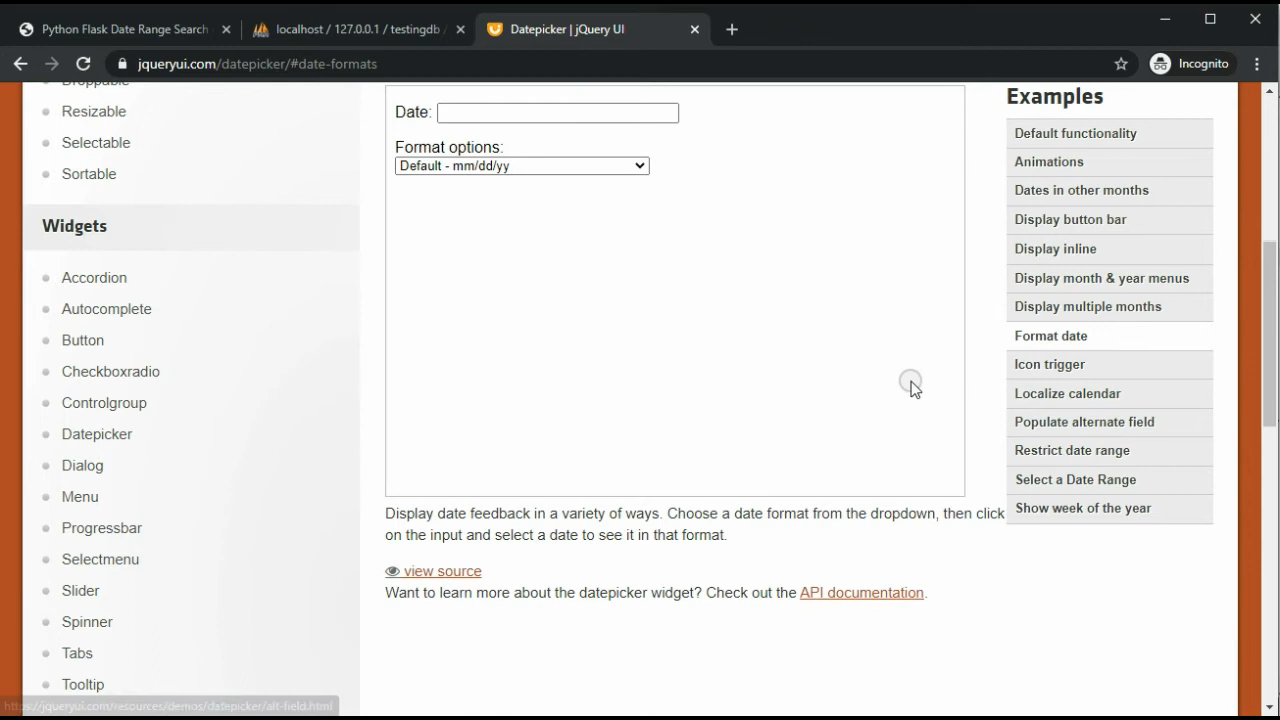 Python Flask Date Range Search
localhost / 127.0.0.1 / testingdb /
Datepicker | jQuery UI
jqueryui.com/datepicker/#date-formats
Incognito
Droppable
Resizable
Selectable
Sortable
Widgets
Accordion
Autocomplete
Button
Checkboxradio
Controlgroup
Datepicker
Dialog
Menu
Progressbar
Selectmenu
Slider
Spinner
Tabs
Tooltip
Date:
Format options:
Default - mm/dd/yy
Display date feedback in a variety of ways. Choose a date format from the dropdown, then click
on the input and select a date to see it in that format.
view source
Want to learn more about the datepicker widget? Check out the API documentation.
Examples
Default functionality
Animations
Dates in other months
Display button bar
Display inline
Display month & year menus
Display multiple months
Format date
Icon trigger
Localize calendar
Populate alternate field
Restrict date range
Select a Date Range
Show week of the year
https://jqueryui.com/resources/demos/datepicker/alt-field.html